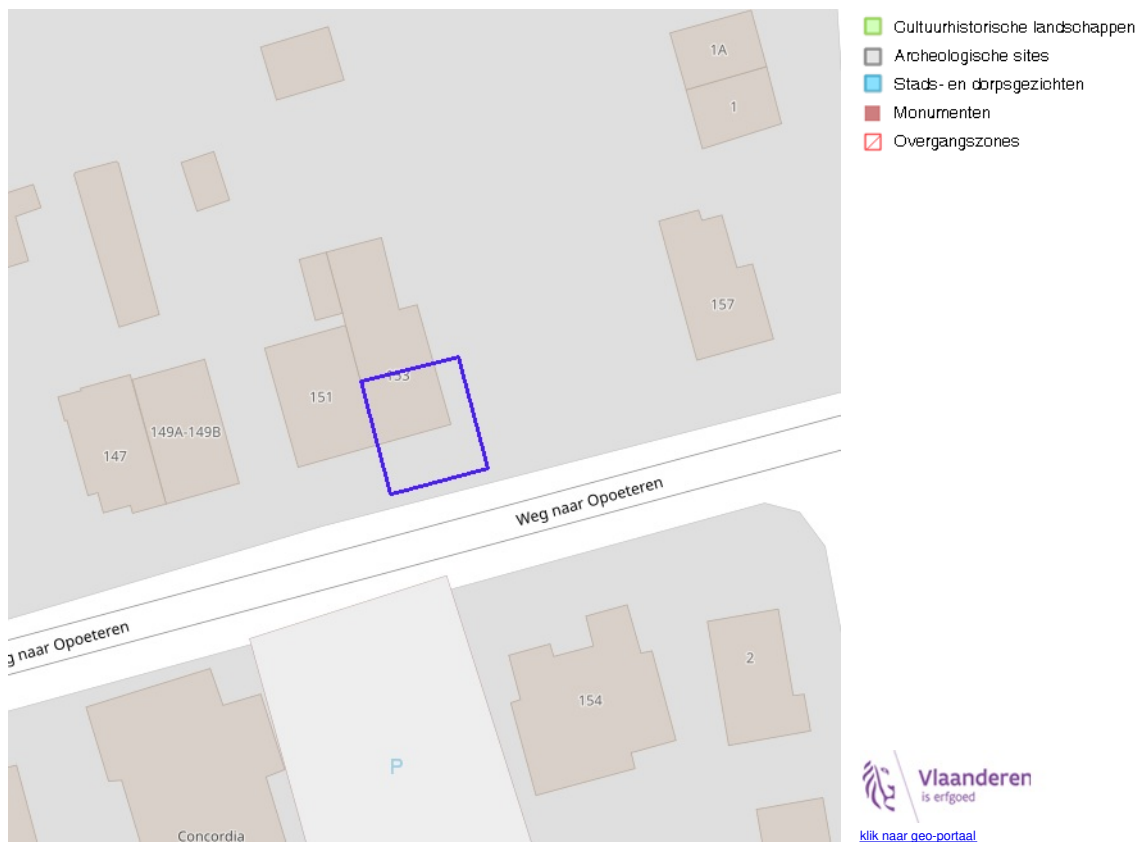 1A
1
157
153
151
149A-149B
147
Weg naar Opoeteren
g naar Opoeteren
2
154
P
Concordia
Cultuurhistorische landschappen
Archeologische sites
Stads- en dorpsgezichten
Monumenten
Overgangszones
Vlaanderen
is erfgoed
klik naar geo-portaal